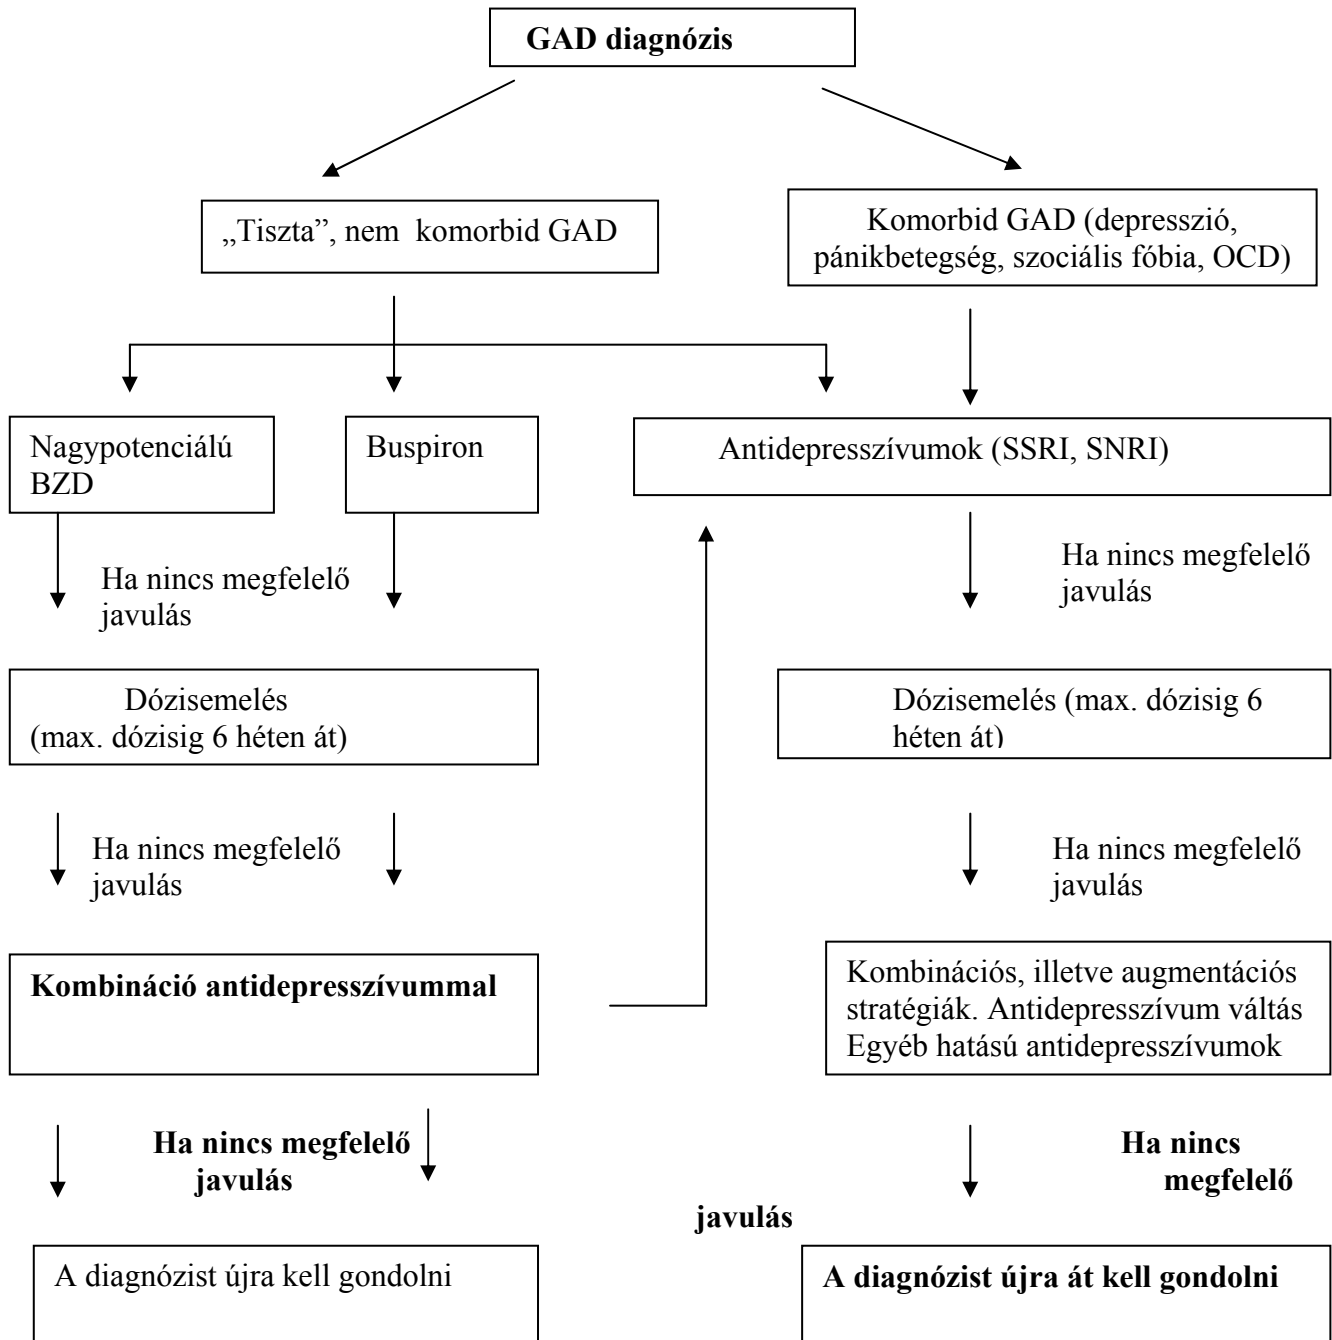 GAD diagnózis
„Tiszta”, nem komorbid GAD
Komorbid GAD (depresszió,
pánikbetegség, szociális fóbia, OCD)
Nagypotenciálú
BZD
Buspiron
Antidepresszívumok (SSRI, SNRI)
Ha nincs megfelelő
javulás
Ha nincs megfelelő
javulás
Dózisemelés
(max. dózisig 6 héten át)
Dózisemelés (max. dózisig 6
héten át)
Ha nincs megfelelő
javulás
Ha nincs megfelelő
javulás
Kombináció antidepresszívummal
Kombinációs, illetve augmentációs
stratégiák. Antidepresszívum váltás
Egyéb hatású antidepresszívumok
Ha nincs megfelelő
javulás
Ha nincs
megfelelő
javulás
A diagnózist újra kell gondolni
A diagnózist újra át kell gondolni